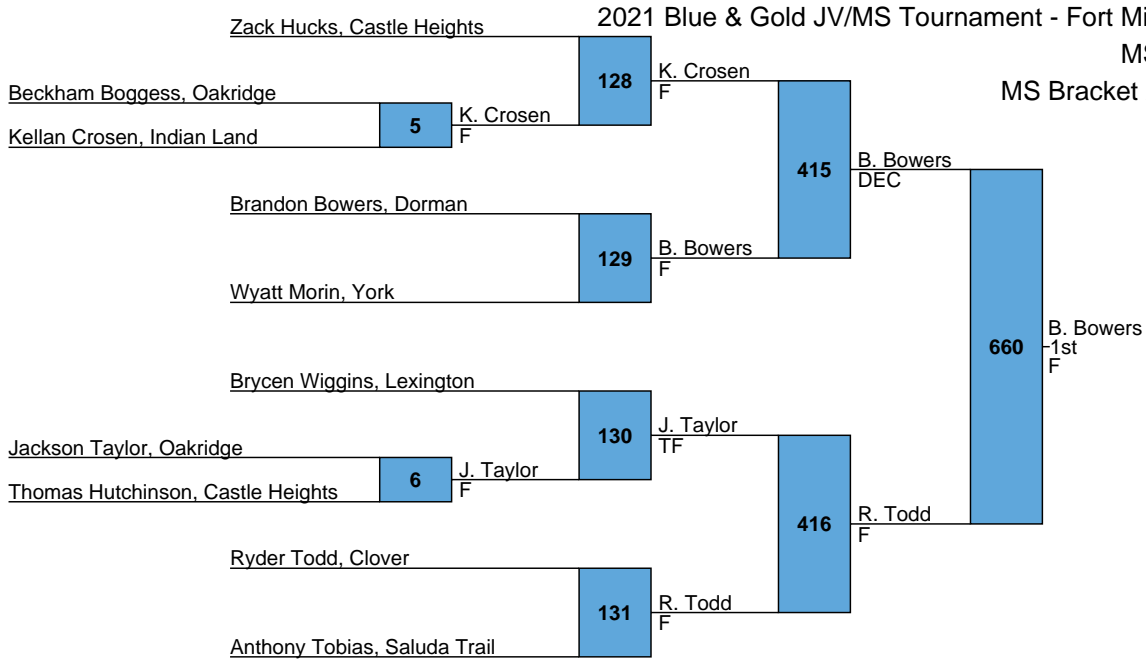 2021 Blue & Gold JV/MS Tournament - Fort Mi
MS
MS Bracket
Zack Hucks, Castle Heights
128
K. Crosen
F
Beckham Boggess, Oakridge
5
K. Crosen
F
Kellan Crosen, Indian Land
415
B. Bowers
DEC
Brandon Bowers, Dorman
129
B. Bowers
F
Wyatt Morin, York
660
B. Bowers
1st
F
Brycen Wiggins, Lexington
130
J. Taylor
TF
Jackson Taylor, Oakridge
6
J. Taylor
F
Thomas Hutchinson, Castle Heights
416
R. Todd
F
Ryder Todd, Clover
131
R. Todd
F
Anthony Tobias, Saluda Trail